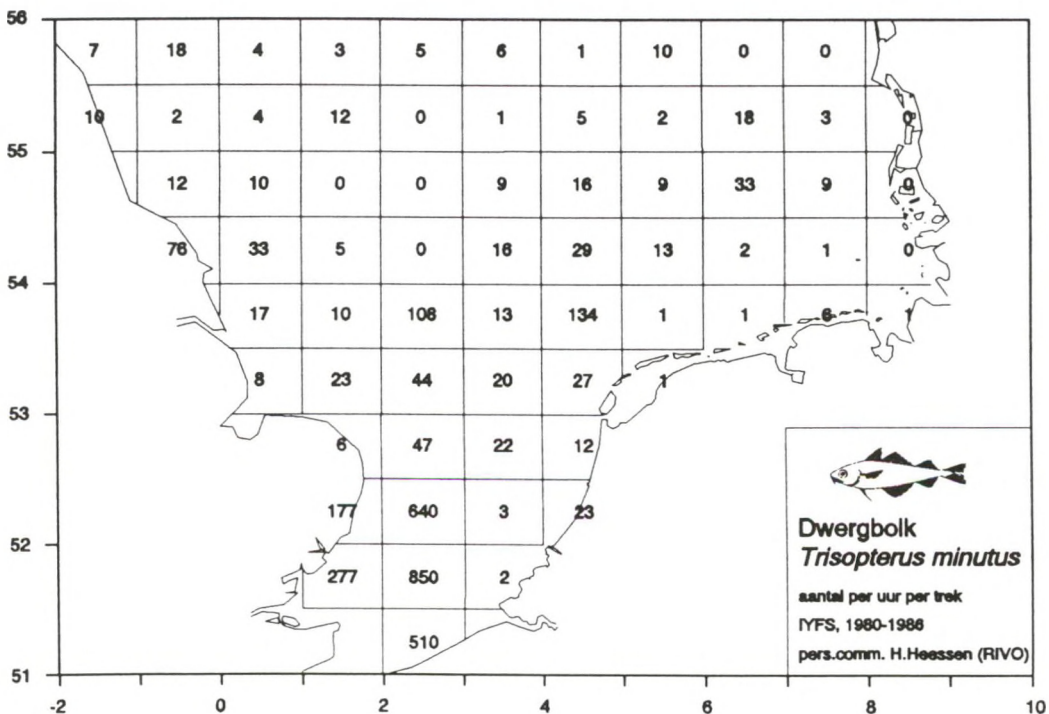 56
7 18 4 3 5 6 1 10 0 0
10 2 4 12 0 1 5 2 18 3 0
55
12 10 0 0 9 16 9 33 9 0
76 33 5 0 16 29 13 2 1 0
54
17 10 108 13 134 1 1 6 1
8 23 44 20 27 1
53
6 47 22 12
177 640 3 23
52
277 850 2
510
51
-2 0 2 4 6 8 10
Dwergbolk
Trisopterus minutus
aantal per uur per trek
IYFS, 1980-1986
pers.comm. H.Heessen (RIVO)